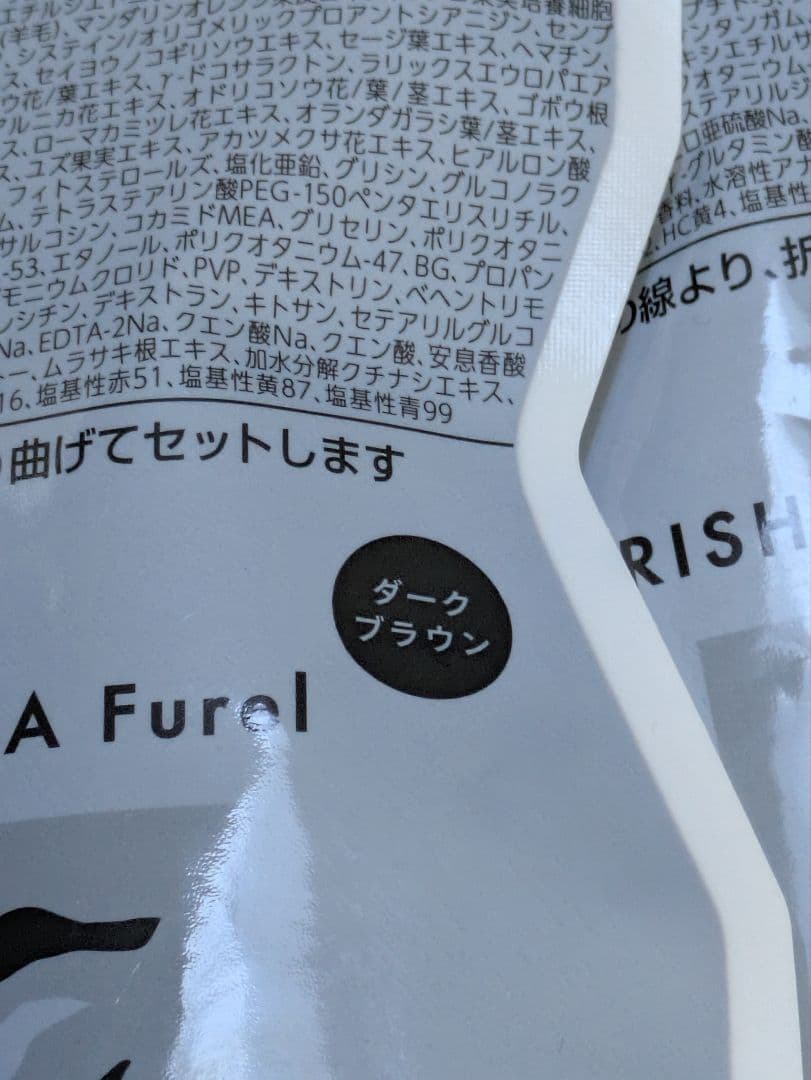 (羊毛)、マンダリンオレンジ果皮
、システイン/オリゴメリックプロアントシアニジン、センブ
ス、セイヨウノコギリソウエキス、セージ葉エキス、ヘマチン、
ウ花/葉エキス、γ-ドコサラクトン、ラリックスエウロパエア
アルニカ花エキス、オドリコソウ花/葉/茎エキス、ゴボウ根
ス、ローマカミツレ花エキス、オランダガラシ葉/茎エキス、
ス、ユズ果実エキス、アカツメクサ花エキス、ヒアルロン酸
フィトステロールズ、塩化亜鉛、グリシン、グルコノラク
ム、テトラステアリン酸PEG-150ペンタエリスリチル、
サルコシン、コカミドMEA、グリセリン、ポリクオタニ
-53、エタノール、ポリクオタニウム-47、BG、プロパン
モニウムクロリド、PVP、デキストリン、ベヘントリモ
シチン、デキストラン、キトサン、セテアリルグルコ
Na、EDTA-2Na、クエン酸Na、クエン酸、安息香酸
ー、ムラサキ根エキス、加水分解クチナシエキス、
16、塩基性赤51、塩基性黄87、塩基性青99
曲げてセットします
ダーク
ブラウン
A Furel
ンタンガム
キシエチルサ
オタニウム
ステアリルジ
ロ亜硫酸Na、
-グルタミン酸
香料、水溶性アナ
、HC黄4、塩基性
の線より、折
RISH